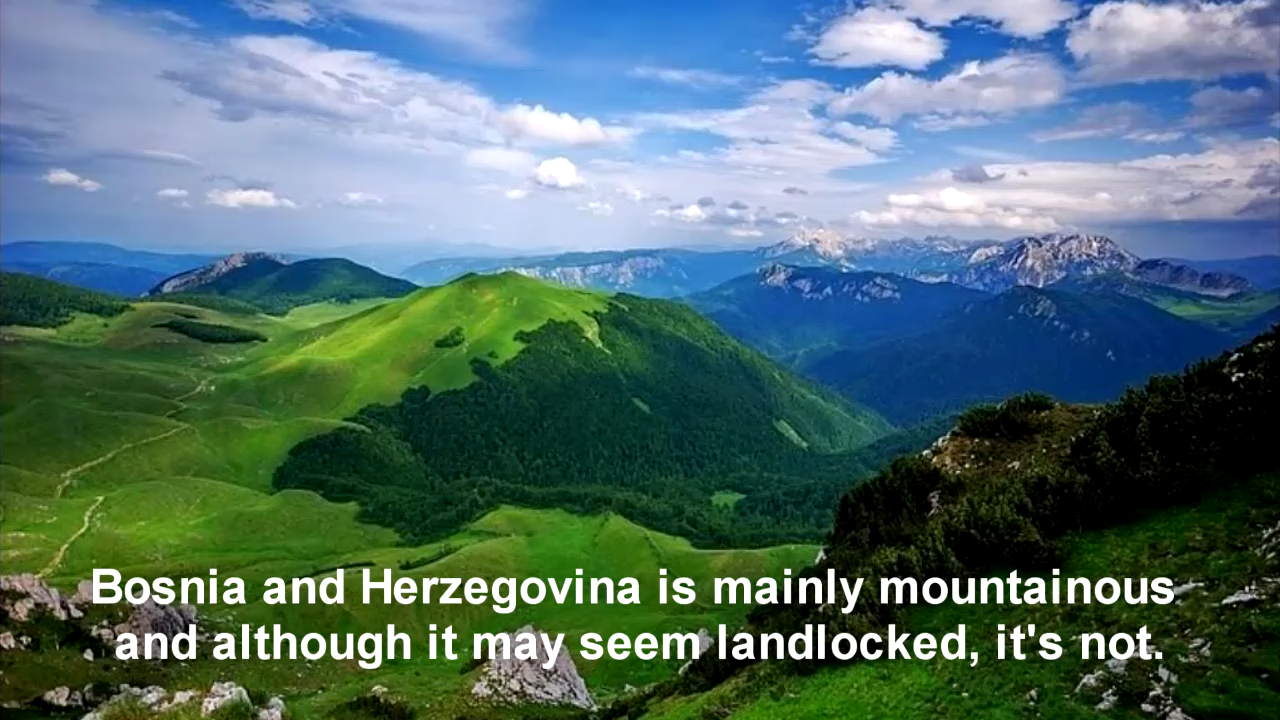 Bosnia and Herzegovina is mainly mountainous
and although it may seem landlocked, it's not.